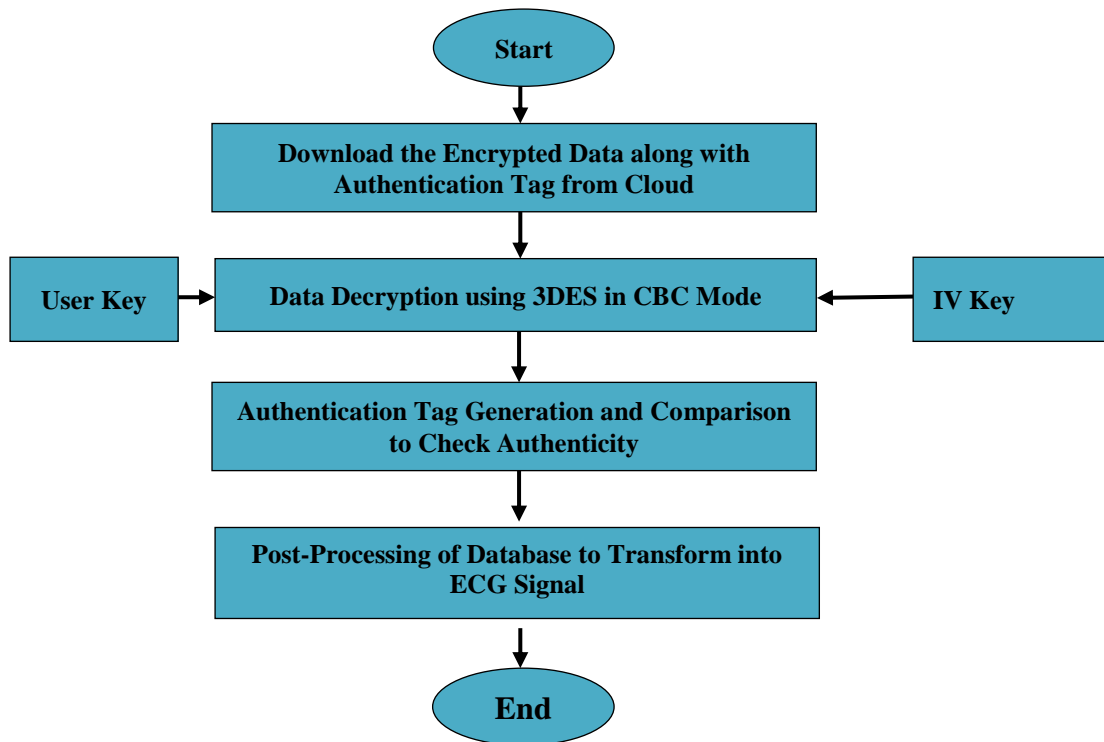 Start
Download the Encrypted Data along with
Authentication Tag from Cloud
User Key
Data Decryption using 3DES in CBC Mode
IV Key
Authentication Tag Generation and Comparison
to Check Authenticity
Post-Processing of Database to Transform into
ECG Signal
End